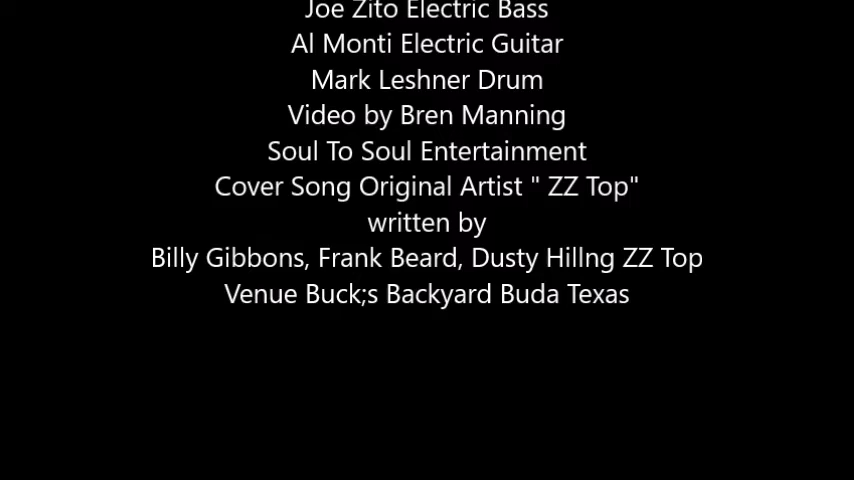 Joe Zito Electric Bass
Al Monti Electric Guitar
Mark Leshner Drum
Video by Bren Manning
Soul To Soul Entertainment
Cover Song Original Artist " ZZ Top"
written by
Billy Gibbons, Frank Beard, Dusty Hillng ZZ Top
Venue Buck;s Backyard Buda Texas